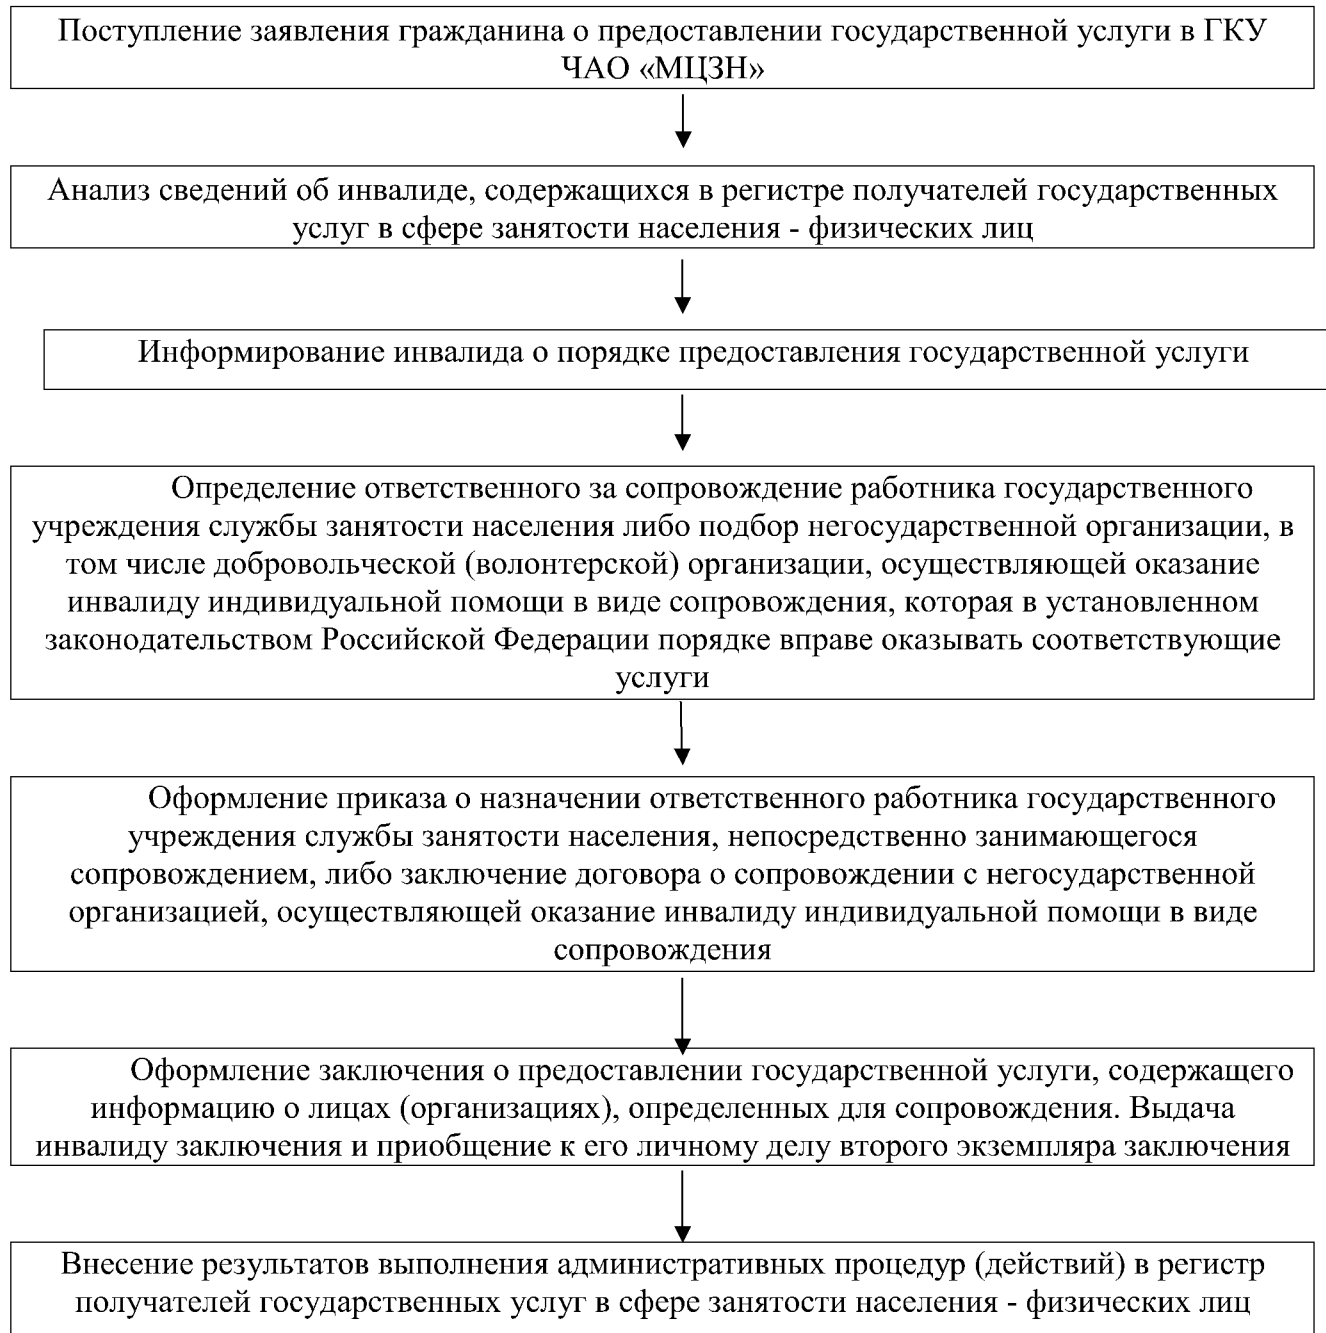 Поступление заявления гражданина о предоставлении государственной услуги в ГКУ
ЧАО «МЦЗН»
Анализ сведений об инвалиде, содержащихся в регистре получателей государственных
услуг в сфере занятости населения - физических лиц
Информирование инвалида о порядке предоставления государственной услуги
Определение ответственного за сопровождение работника государственного
учреждения службы занятости населения либо подбор негосударственной организации, в
том числе добровольческой (волонтерской) организации, осуществляющей оказание
инвалиду индивидуальной помощи в виде сопровождения, которая в установленном
законодательством Российской Федерации порядке вправе оказывать соответствующие
услуги
Оформление приказа о назначении ответственного работника государственного
учреждения службы занятости населения, непосредственно занимающегося
сопровождением, либо заключение договора о сопровождении с негосударственной
организацией, осуществляющей оказание инвалиду индивидуальной помощи в виде
сопровождения
Оформление заключения о предоставлении государственной услуги, содержащего
информацию о лицах (организациях), определенных для сопровождения. Выдача
инвалиду заключения и приобщение к его личному делу второго экземпляра заключения
Внесение результатов выполнения административных процедур (действий) в регистр
получателей государственных услуг в сфере занятости населения - физических лиц